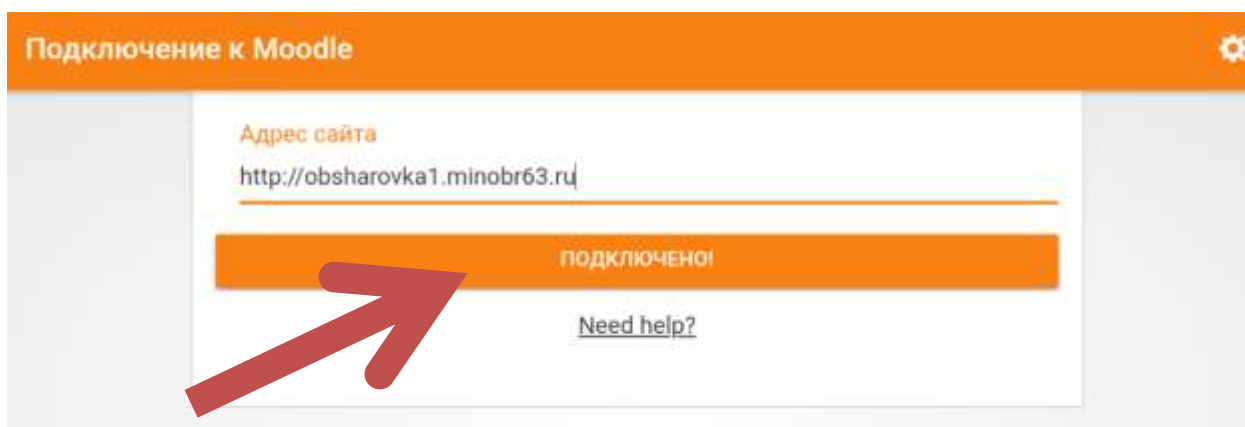 Подключение к Moodle
Адрес сайта
http://obsharovka1.minobr63.ru
ПОДКЛЮЧЕНО!
Need help?